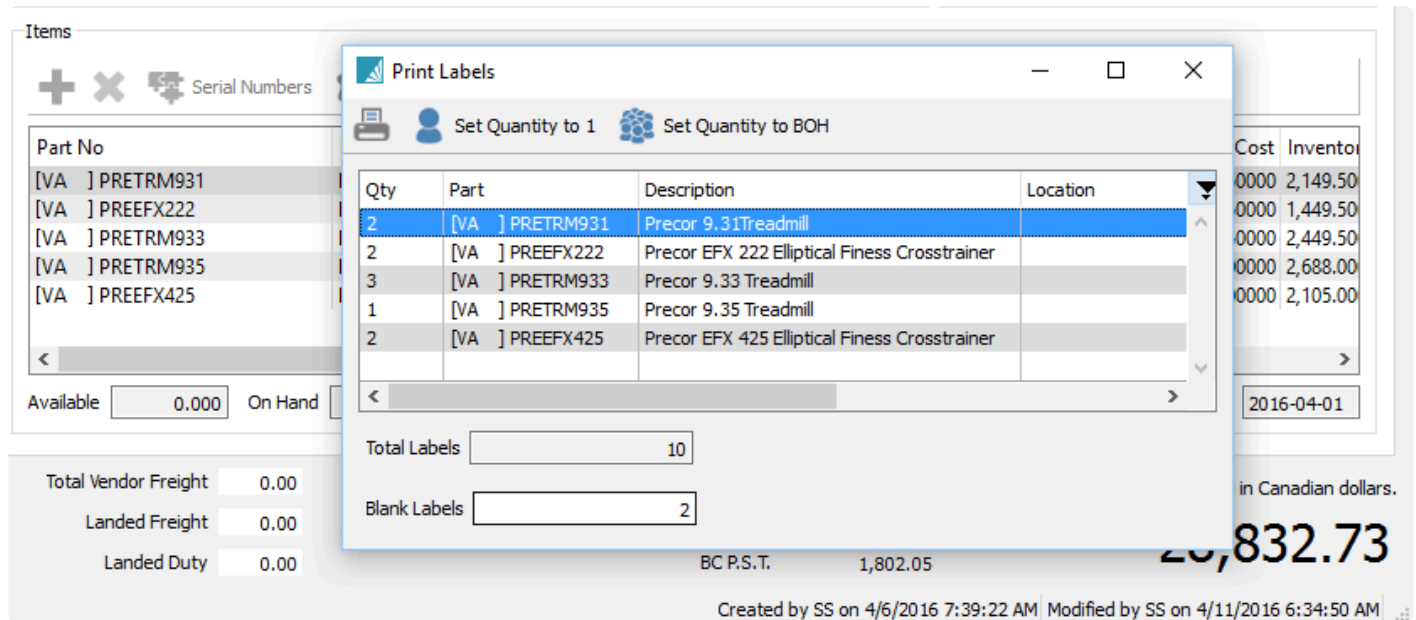 Items
Serial Numbers
Part No
[VA ] PRETRM931
[VA ] PREEFX222
[VA ] PRETRM933
[VA ] PRETRM935
[VA ] PREEFX425
Available 0.000 On Hand
Print Labels
Set Quantity to 1 Set Quantity to BOH
Qty Part Description Location
2 [VA ] PRETRM931 Precor 9.31Treadmill
2 [VA ] PREEFX222 Precor EFX 222 Elliptical Finess Crosstrainer
3 [VA ] PRETRM933 Precor 9.33 Treadmill
1 [VA ] PRETRM935 Precor 9.35 Treadmill
2 [VA ] PREEFX425 Precor EFX 425 Elliptical Finess Crosstrainer
Total Labels 10
Blank Labels 2
Cost Inventor
0000 2,149.50
0000 1,449.50
0000 2,449.50
0000 2,688.00
0000 2,105.00
2016-04-01
Total Vendor Freight 0.00
Landed Freight 0.00
Landed Duty 0.00
BC P.S.T. 1,802.05
in Canadian dollars.
,832.73
Created by SS on 4/6/2016 7:39:22 AM Modified by SS on 4/11/2016 6:34:50 AM